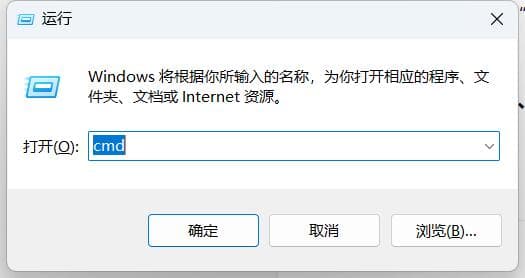 运行
Windows 将根据你所输入的名称，为你打开相应的程序、文
件夹、文档或 Internet 资源。
打开(O): cmd
确定 取消 浏览(B)...